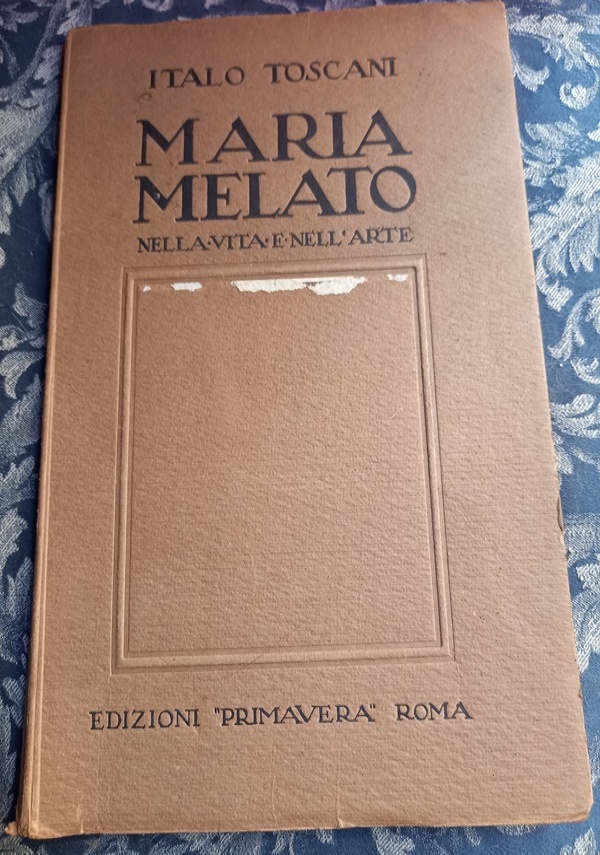 ITALO TOSCANI
MARIA
MELATO
NELLA·VITA·E·NELL'ARTE
EDIZIONI "PRIMAVERA" ROMA